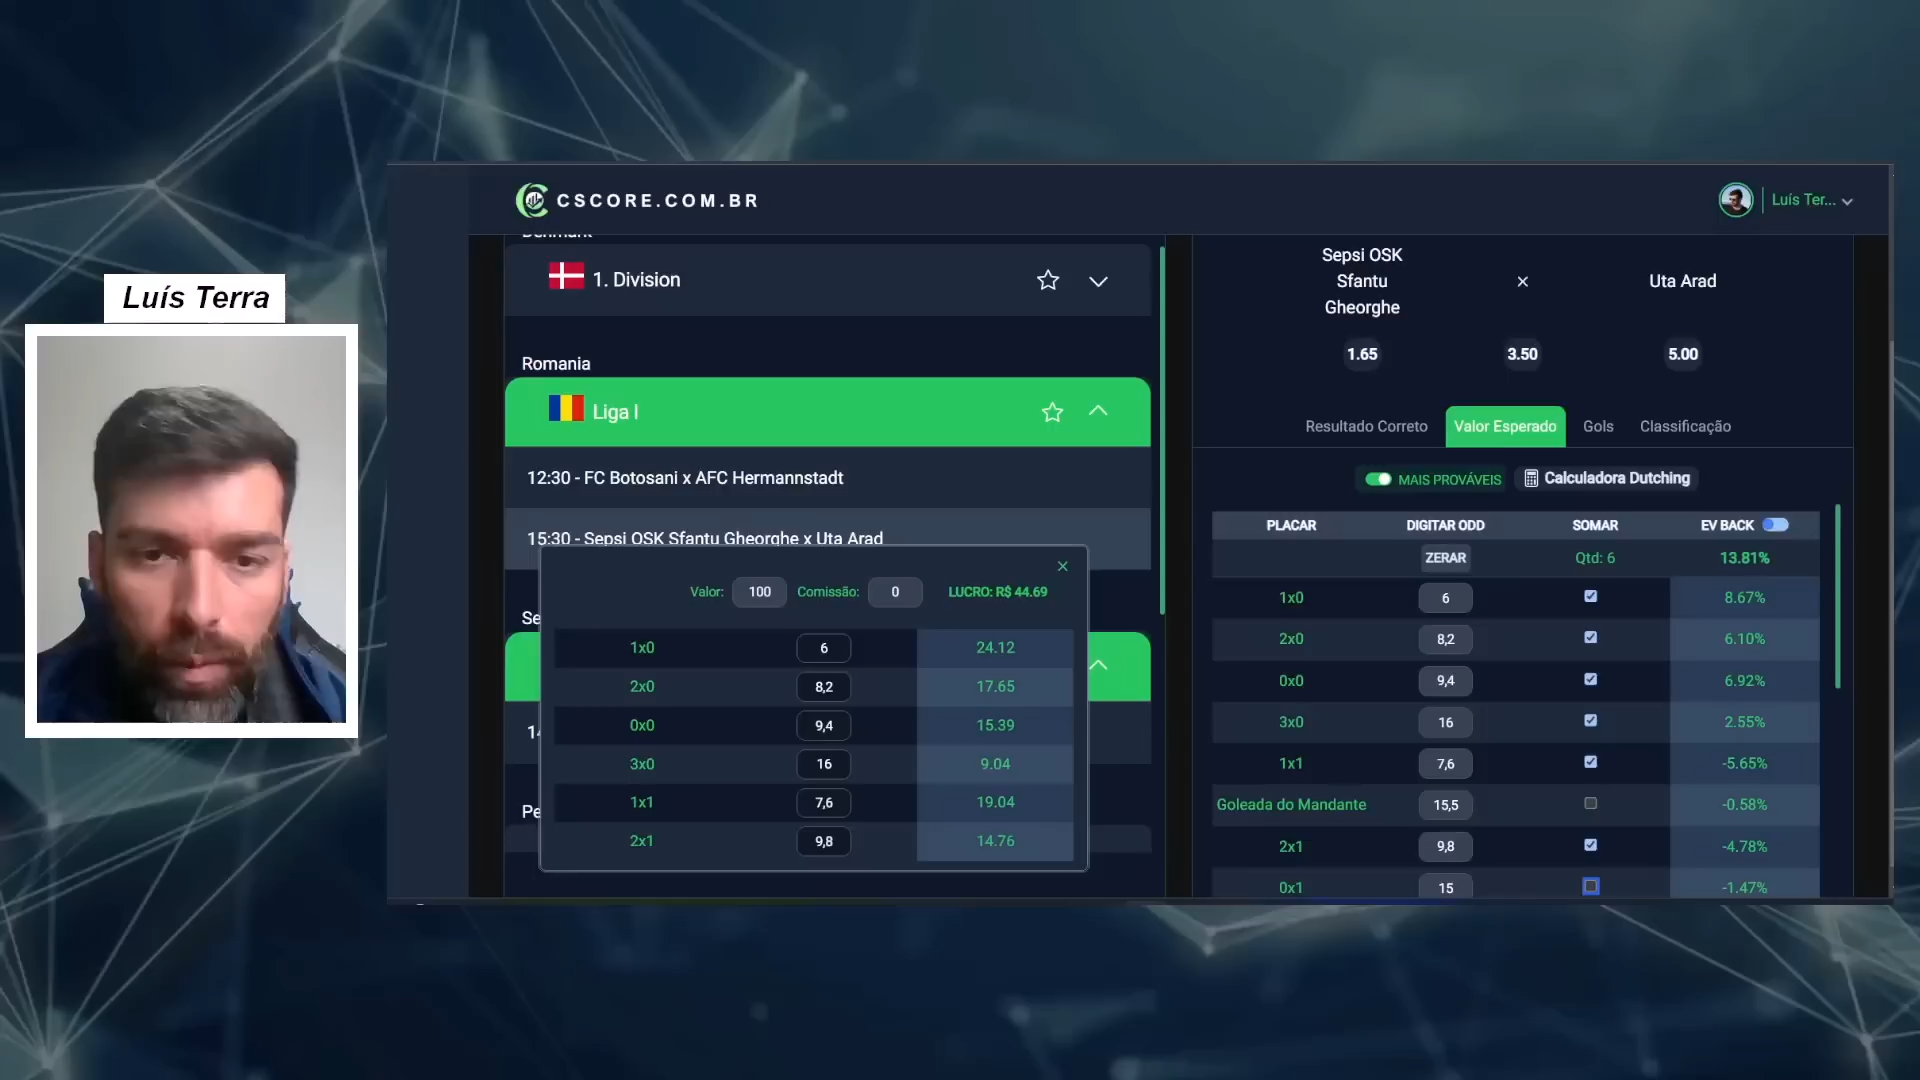 Luís Terra
CSCORE.COM.BR
Luís Ter...
Denmark
1. Division
Romania
Liga I
12:30 - FC Botosani x AFC Hermannstadt
15:30 - Sepsi OSK Sfantu Gheorghe x Uta Arad
Se
14
Pe
Valor: 100 Comissão: 0 LUCRO: R$ 44.69
1x0 6 24.12
2x0 8,2 17.65
0x0 9,4 15.39
3x0 16 9.04
1x1 7,6 19.04
2x1 9,8 14.76
Sepsi OSK
Sfantu
Gheorghe
×
Uta Arad
1.65 3.50 5.00
Resultado Correto Valor Esperado Gols Classificação
MAIS PROVÁVEIS Calculadora Dutching
PLACAR DIGITAR ODD SOMAR EV BACK
ZERAR Qtd: 6 13.81%
1x0 6 8.67%
2x0 8,2 6.10%
0x0 9,4 6.92%
3x0 16 2.55%
1x1 7,6 -5.65%
Goleada do Mandante 15,5 -0.58%
2x1 9,8 -4.78%
0x1 15 -1.47%